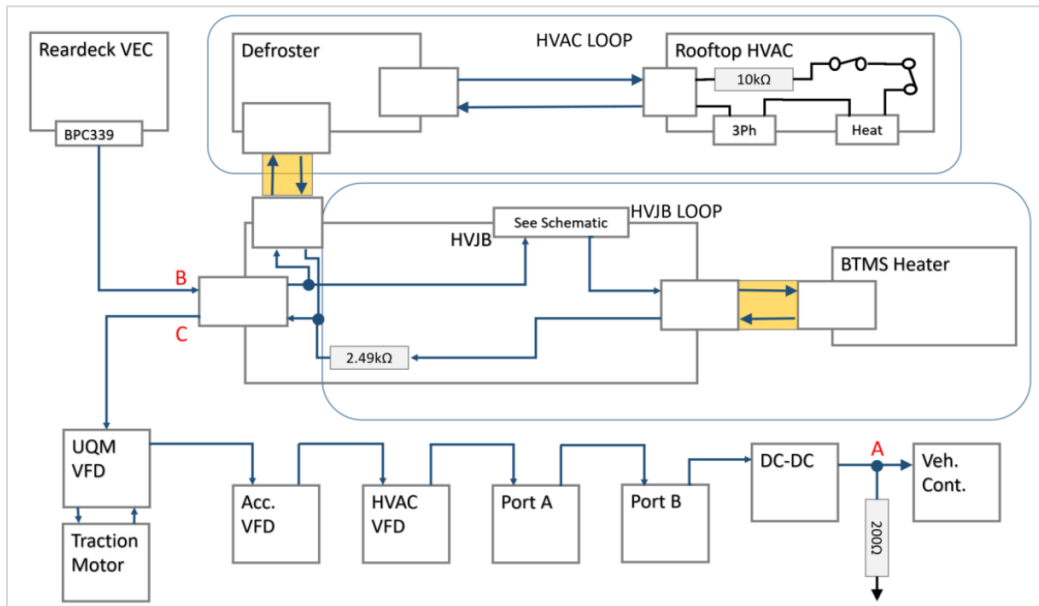 Reardeck VEC
BPC339
Defroster
HVAC LOOP
Rooftop HVAC
10kΩ
3Ph
Heat
See Schematic
HVJB LOOP
HVJB
BTMS Heater
B
C
2.49kΩ
UQM
VFD
Traction
Motor
Acc.
VFD
HVAC
VFD
Port A
Port B
DC-DC
A
Veh.
Cont.
200Ω